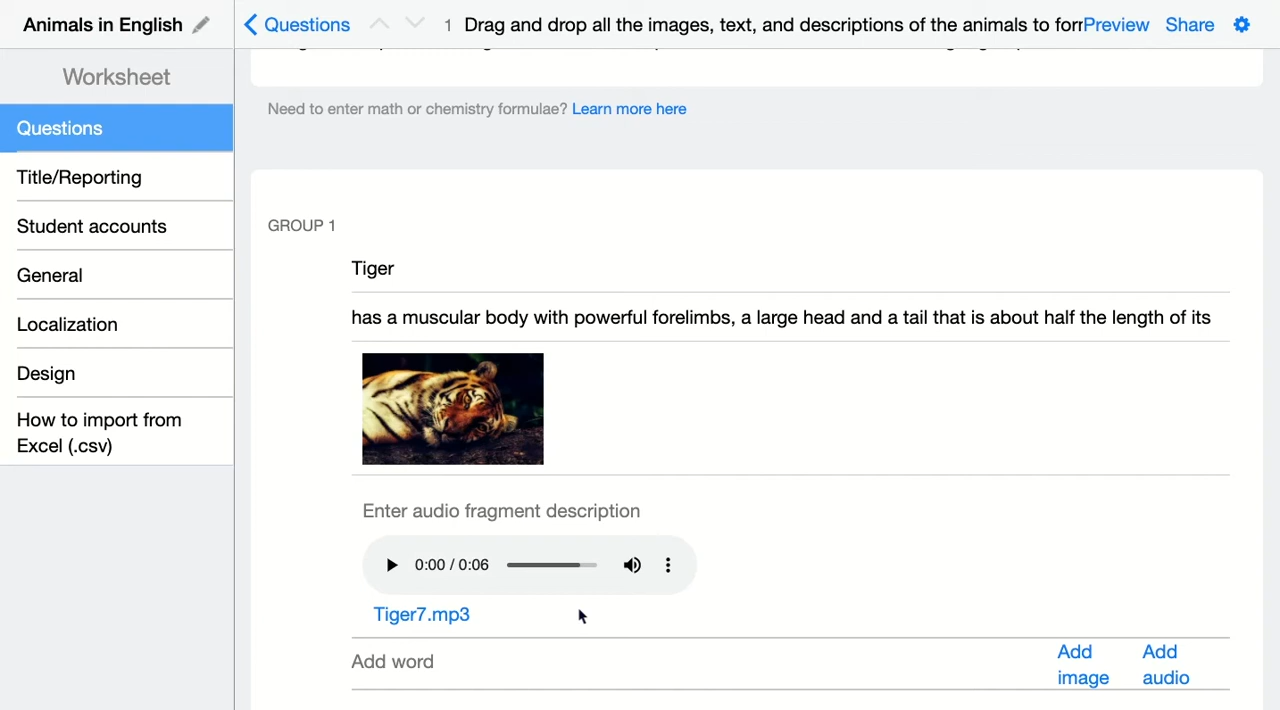 Animals in English
Questions
1 Drag and drop all the images, text, and descriptions of the animals to for
Preview
Share
Worksheet
Questions
Title/Reporting
Student accounts
General
Localization
Design
How to import from
Excel (.csv)
Need to enter math or chemistry formulae? Learn more here
GROUP 1
Tiger
has a muscular body with powerful forelimbs, a large head and a tail that is about half the length of its
Enter audio fragment description
0:00 / 0:06
Tiger7.mp3
Add word
Add image
Add audio